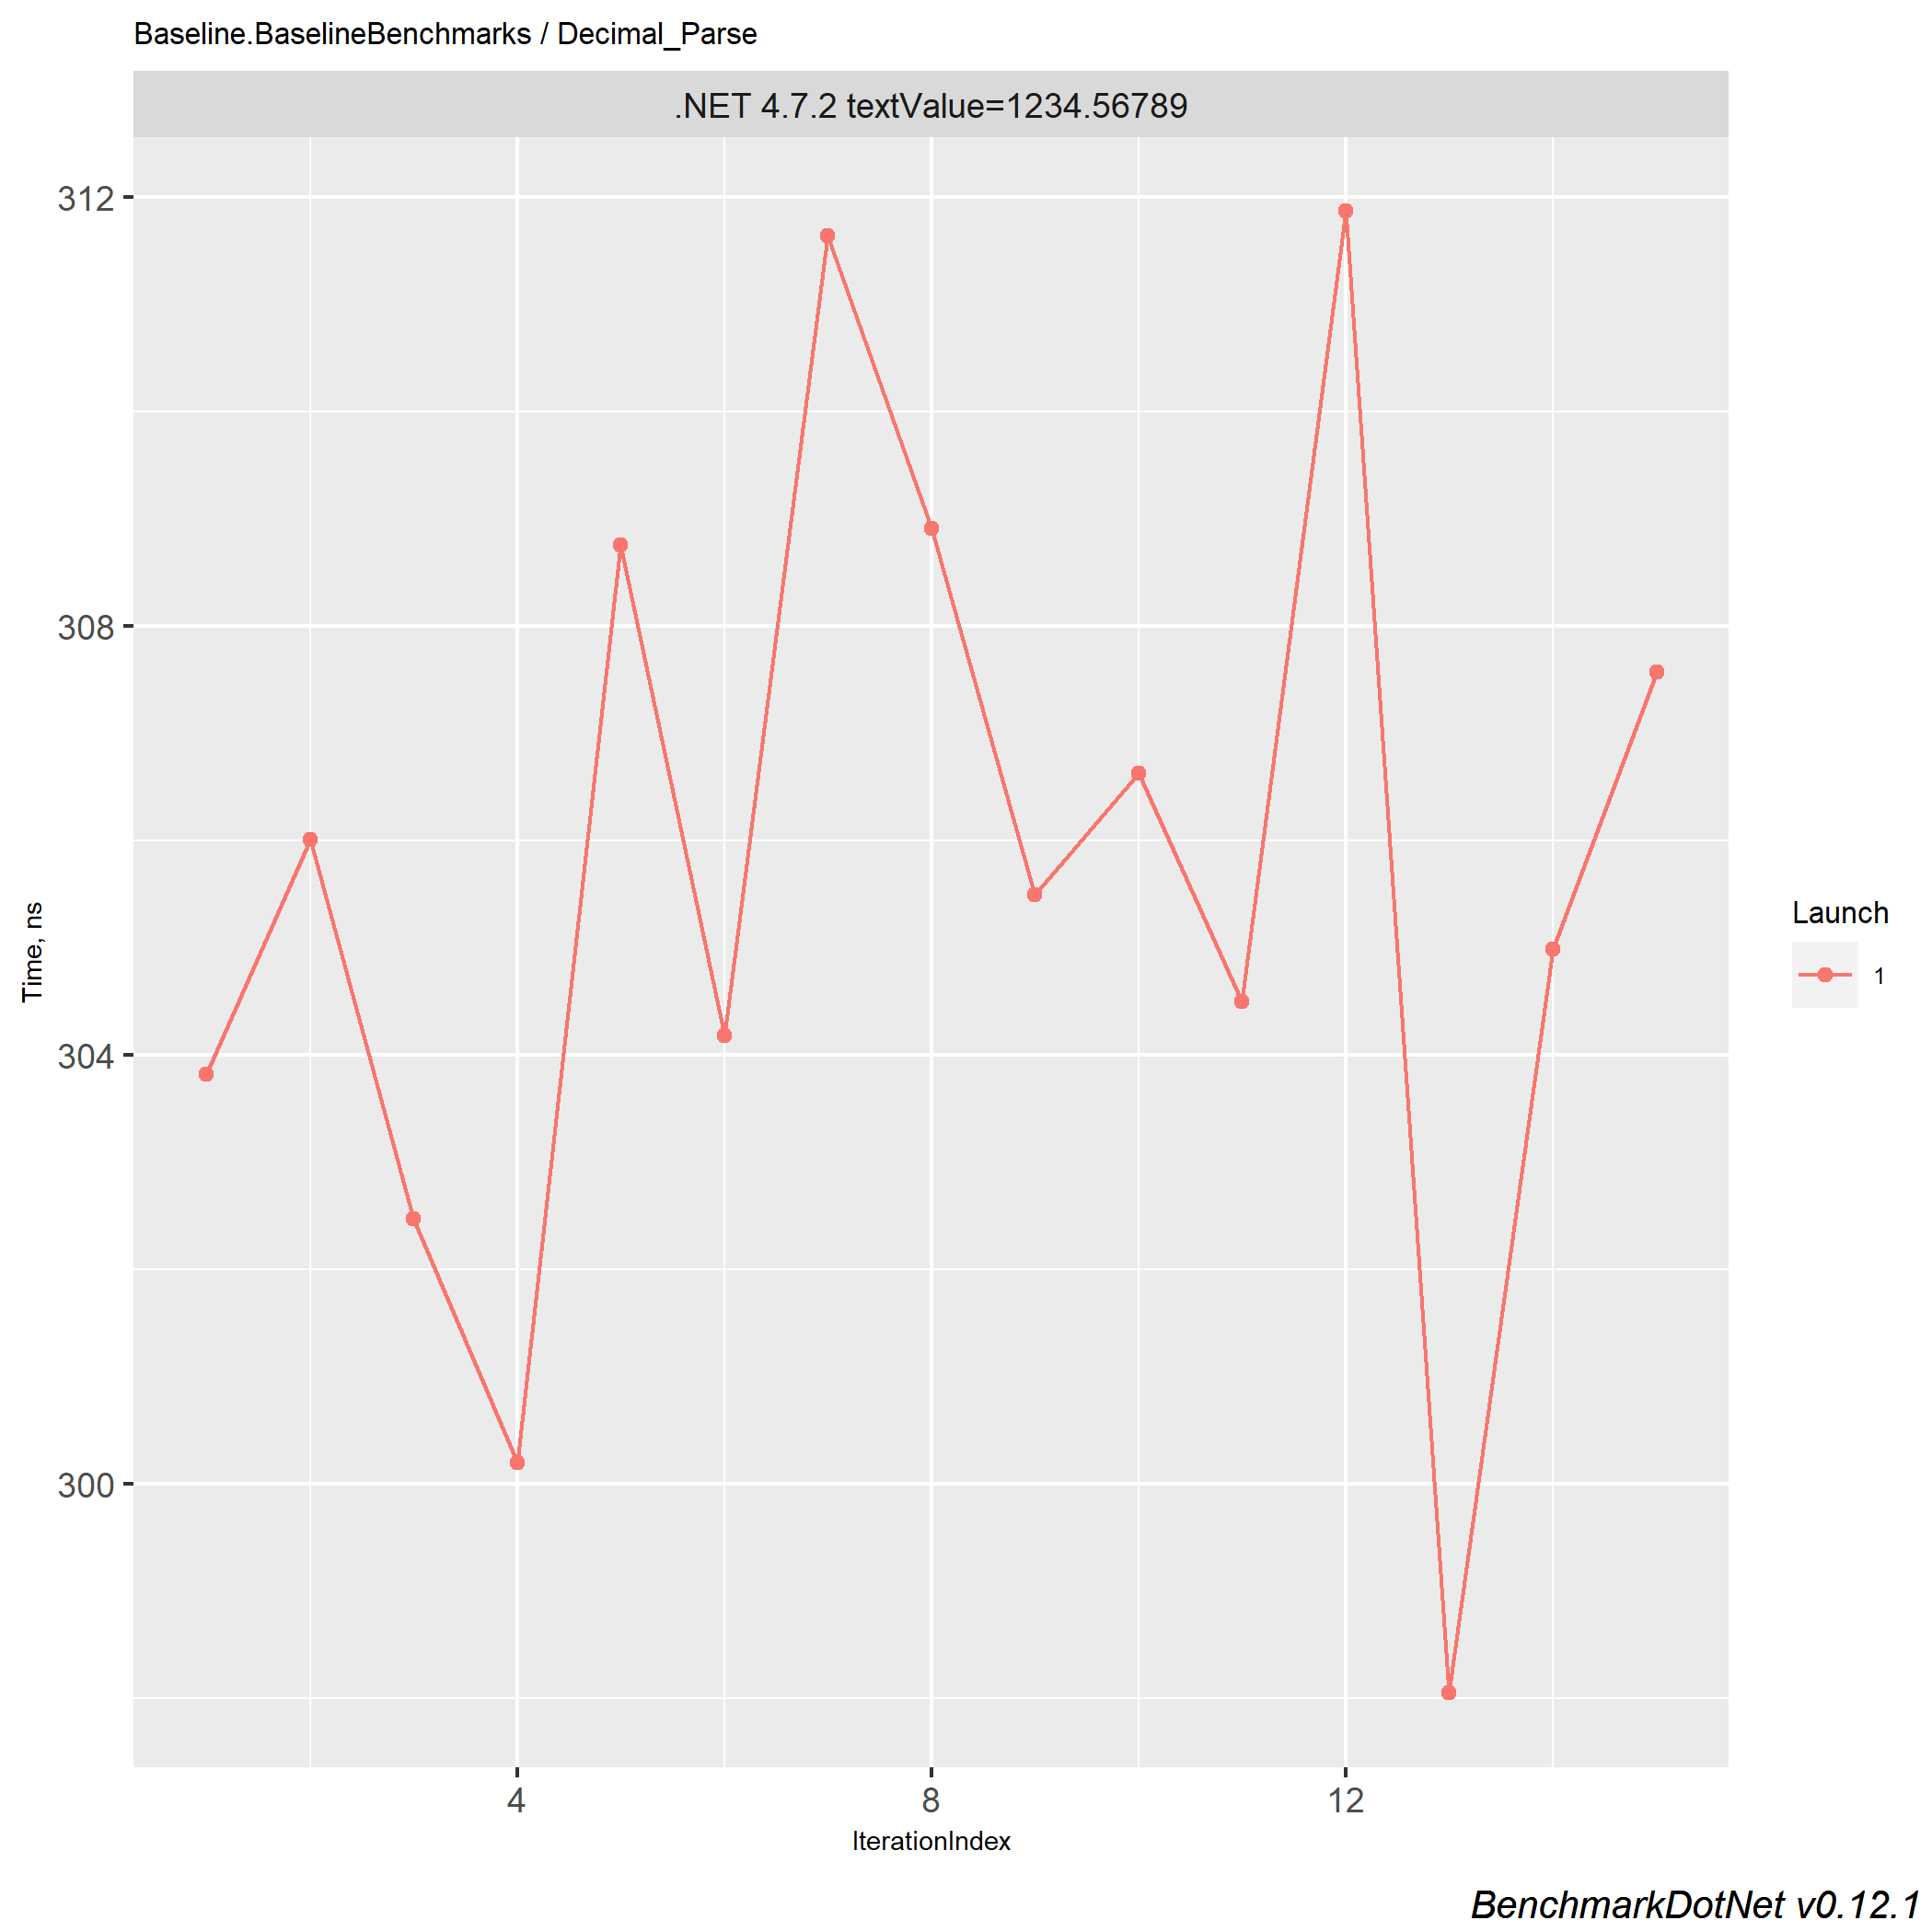 Baseline.BaselineBenchmarks / Decimal_Parse
.NET 4.7.2 textValue=1234.56789
312
308
304
300
Time, ns
4 8 12
IterationIndex
Launch
1
BenchmarkDotNet v0.12.1